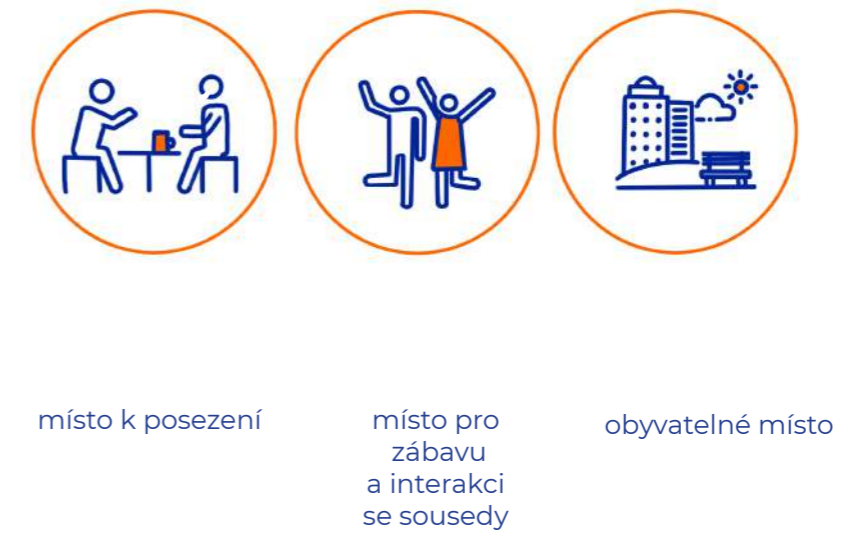 místo k posezení
místo pro
zábavu
a interakci
se sousedy
obyvatelné místo